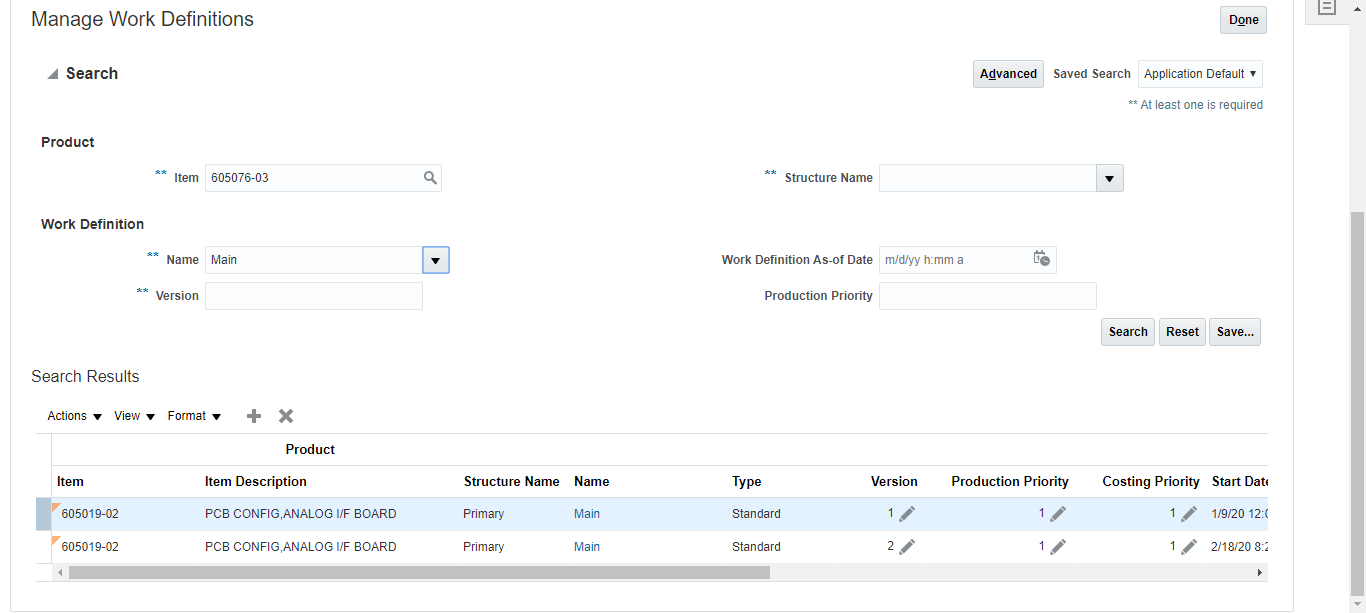 Manage Work Definitions
Done
Search
Advanced Saved Search Application Default
** At least one is required
Product
** Item 605076-03
** Structure Name
Work Definition
** Name Main
Work Definition As-of Date m/d/yy h:mm a
** Version
Production Priority
Search Reset Save...
Search Results
Actions View Format
Product
Item Item Description Structure Name Name Type Version Production Priority Costing Priority Start Date
605019-02 PCB CONFIG,ANALOG I/F BOARD Primary Main Standard 1 1 1 1/9/20 12:0
605019-02 PCB CONFIG,ANALOG I/F BOARD Primary Main Standard 2 1 1 2/18/20 8:2